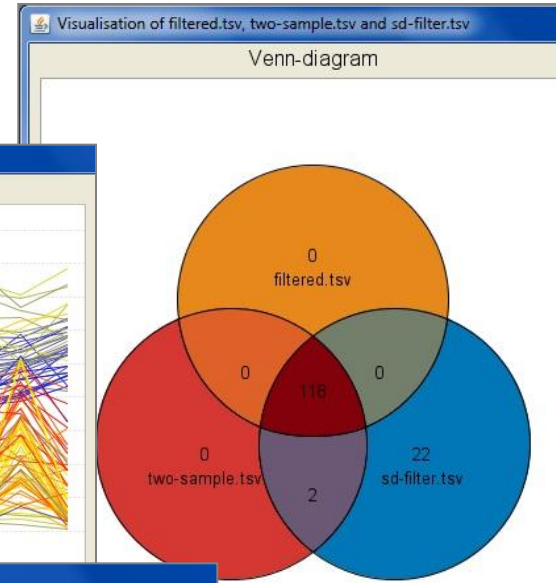 Visualisation of filtered.tsv, two-sample.tsv and sd-filter.tsv
Venn-diagram
0
filtered.tsv
0
118
0
0
two-sample.tsv
22
sd-filter.tsv
2